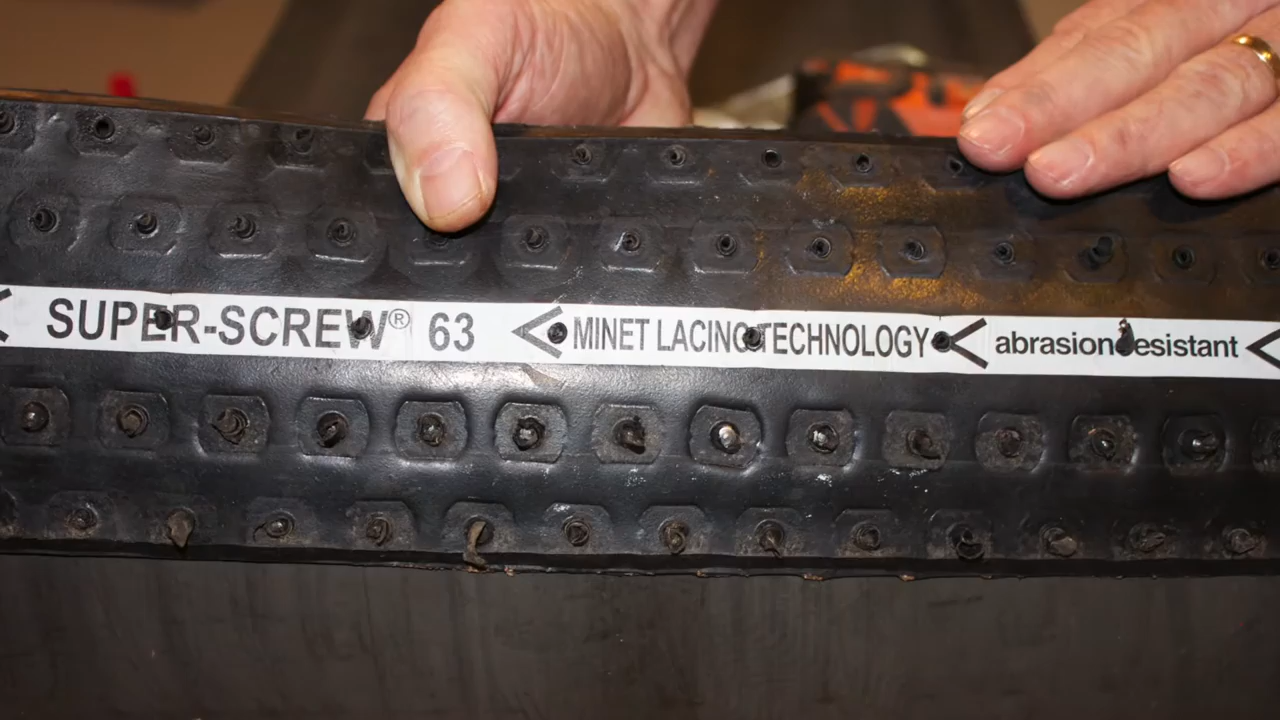 < SUPER-SCREW® 63 < MINET LACING TECHNOLOGY < abrasion resistant <